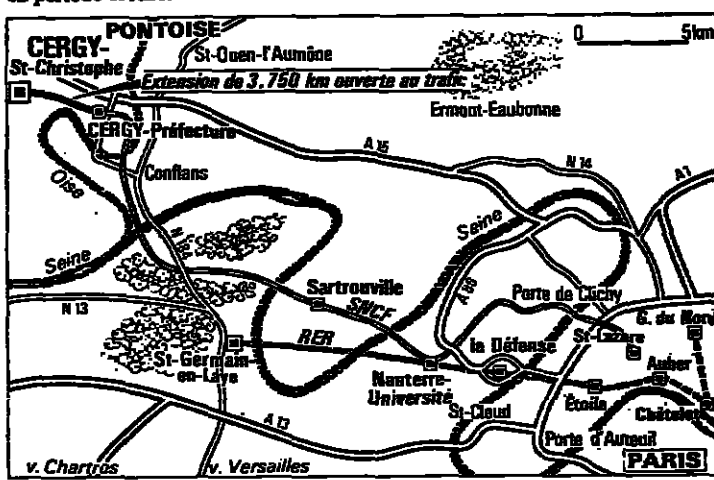 PONTOISE
CERGY-
St-Christophe
St-Ouen-l'Aumône
0 5km
Extension de 3,750 km ouverte au trafic
Ermont-Eaubonne
CERGY-Préfecture
A 15
N 14
A1
Conflans
Oise
Seine
Seine
Sartrouville
SNCF
Porte de Clichy
N 13
RER
St-Germain-
en-Laye
la Défense
St-Lazare
G. du Nord
Nanterre-
Université
Auber
Étoile
Châtelet
St-Cloud
A 13
Porte d'Auteuil
PARIS
v. Chartres
v. Versailles